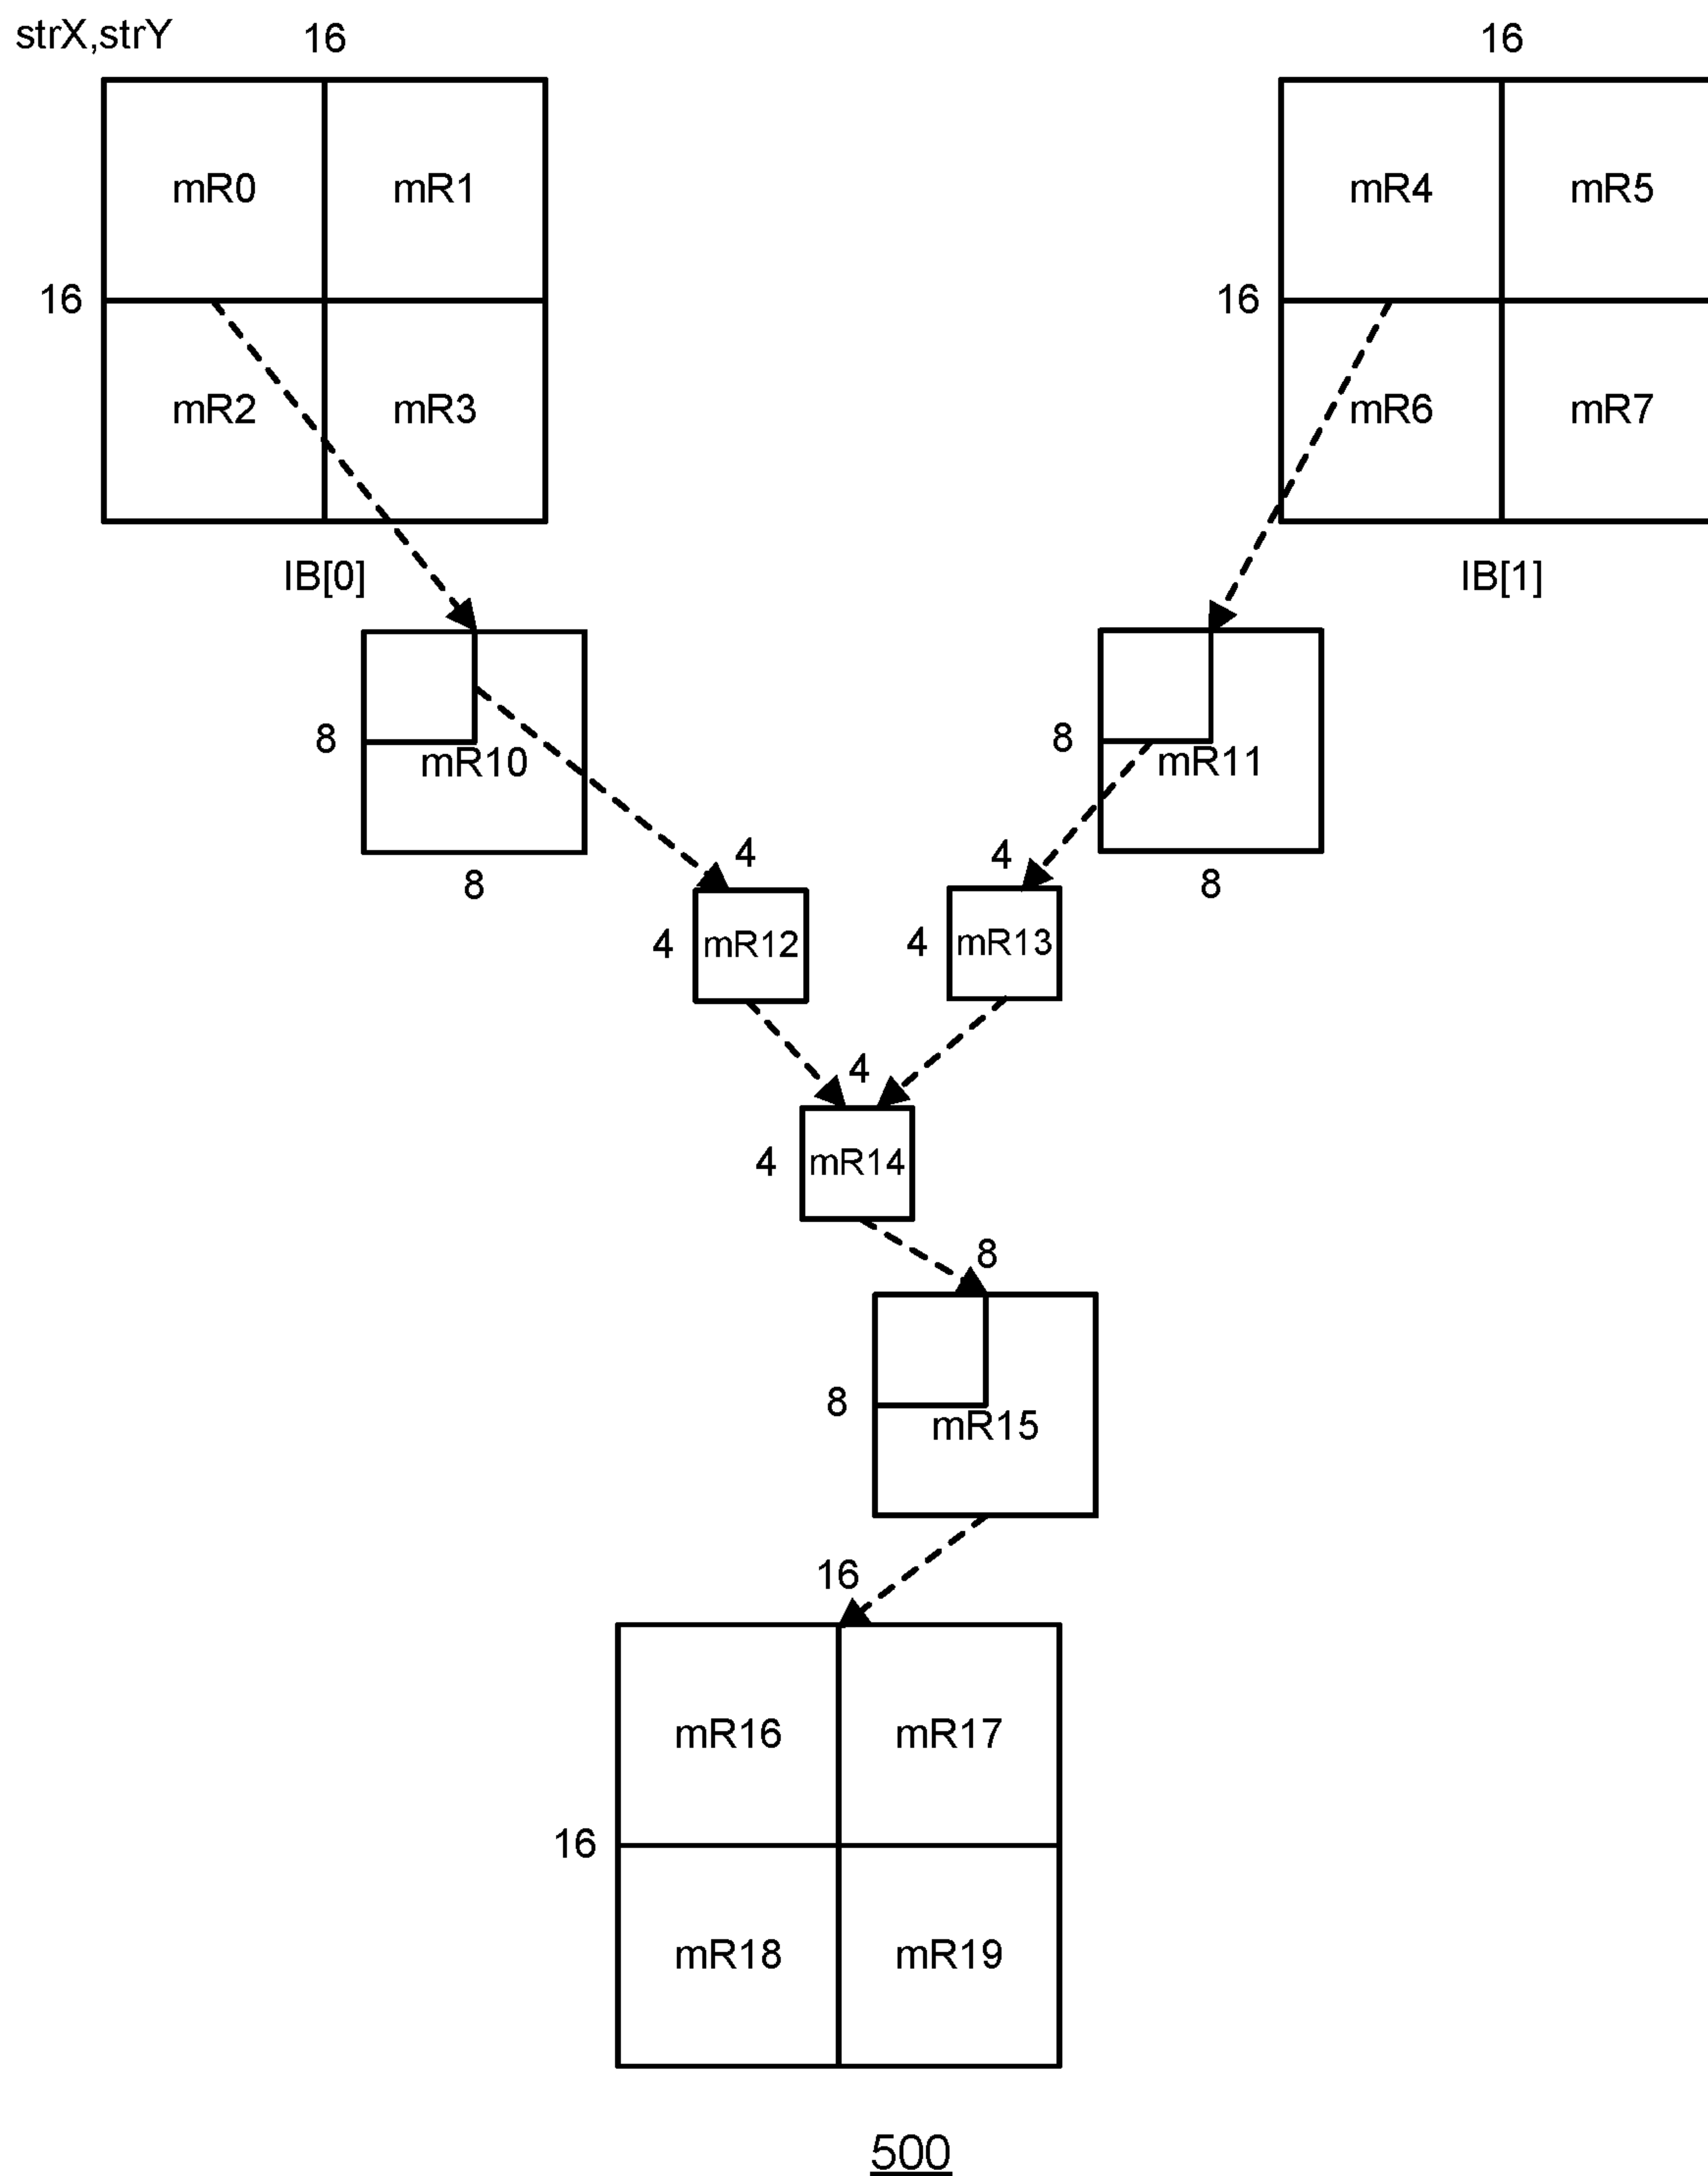 strX,strY 16 16
mR0 mR1 mR4 mR5
16 16
mR2 mR3 mR6 mR7
IB[0] IB[1]
8 mR10 8 mR11
8 8
4 4
4 mR12 4 mR13
4
4 mR14
8
8 mR15
16
mR16 mR17
16
mR18 mR19
500